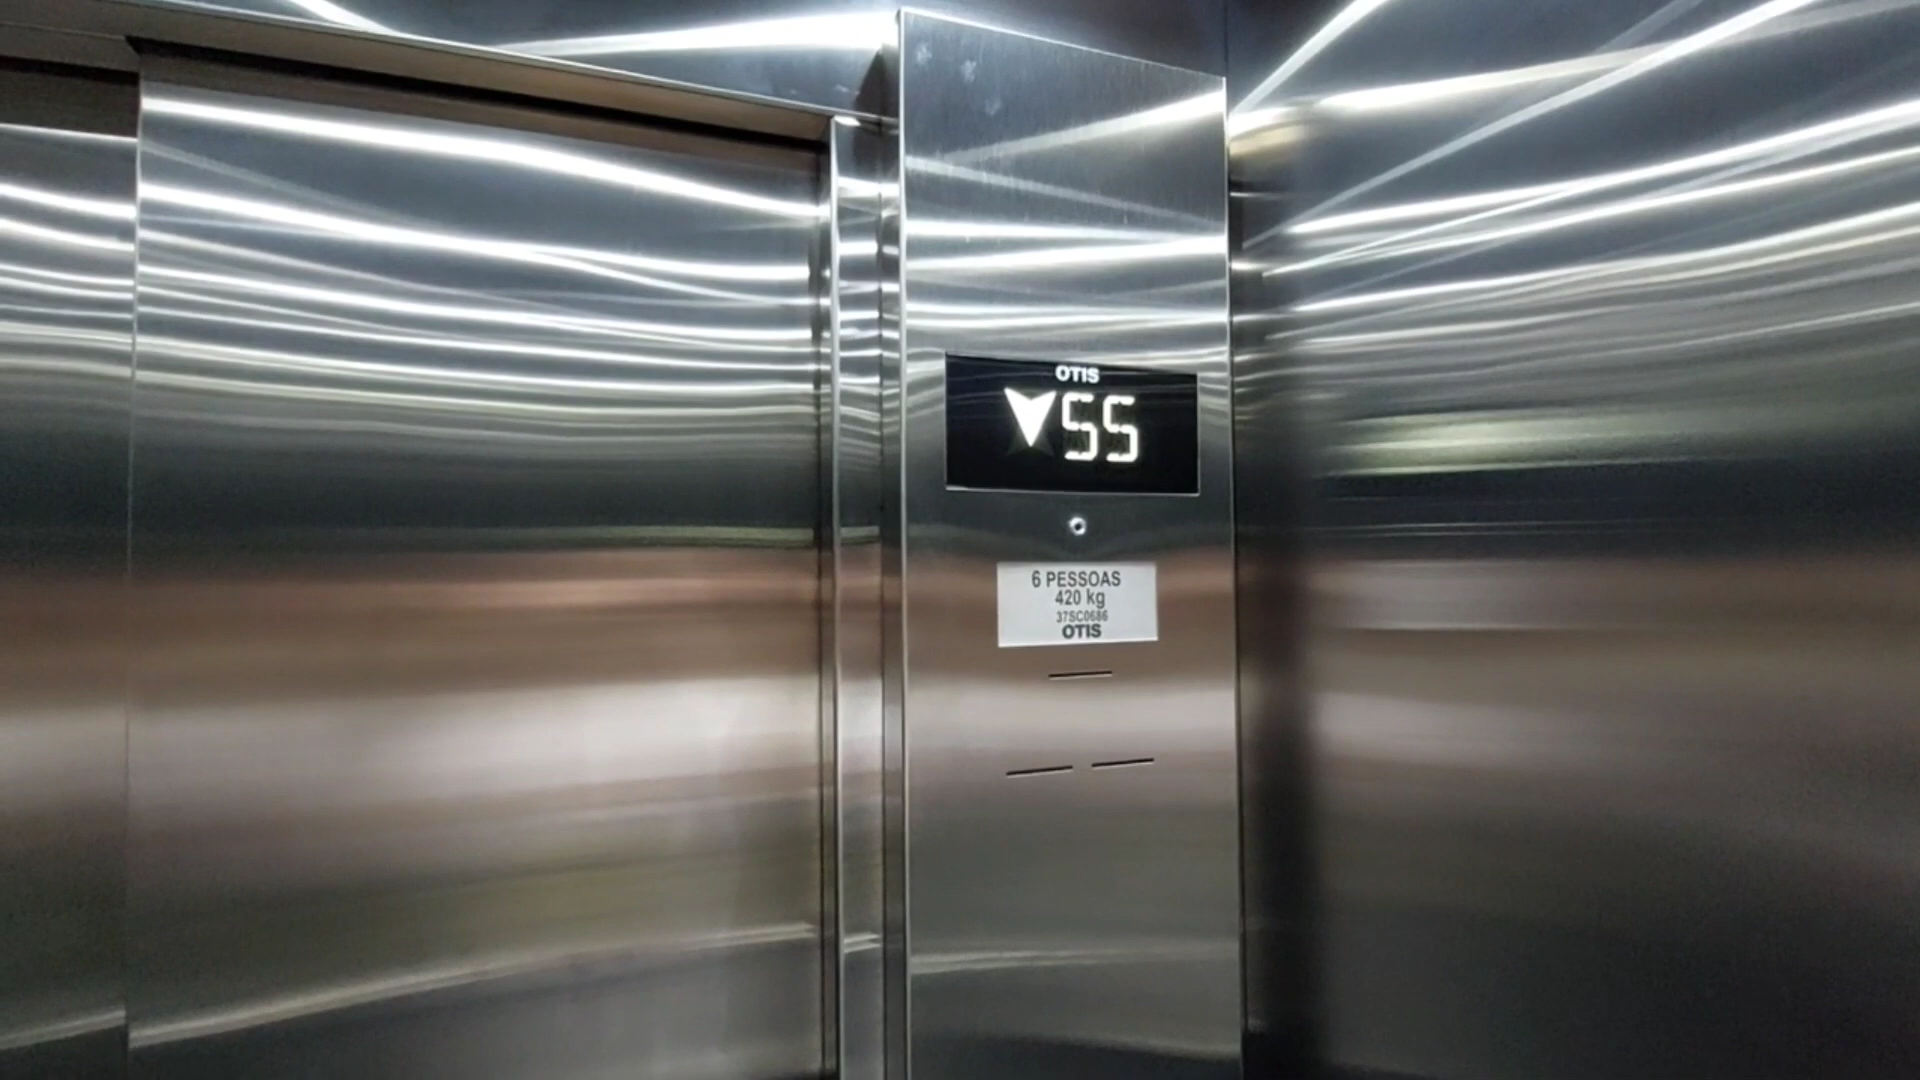 OTIS
SS
6 PESSOAS
420 kg
37SC0686
OTIS